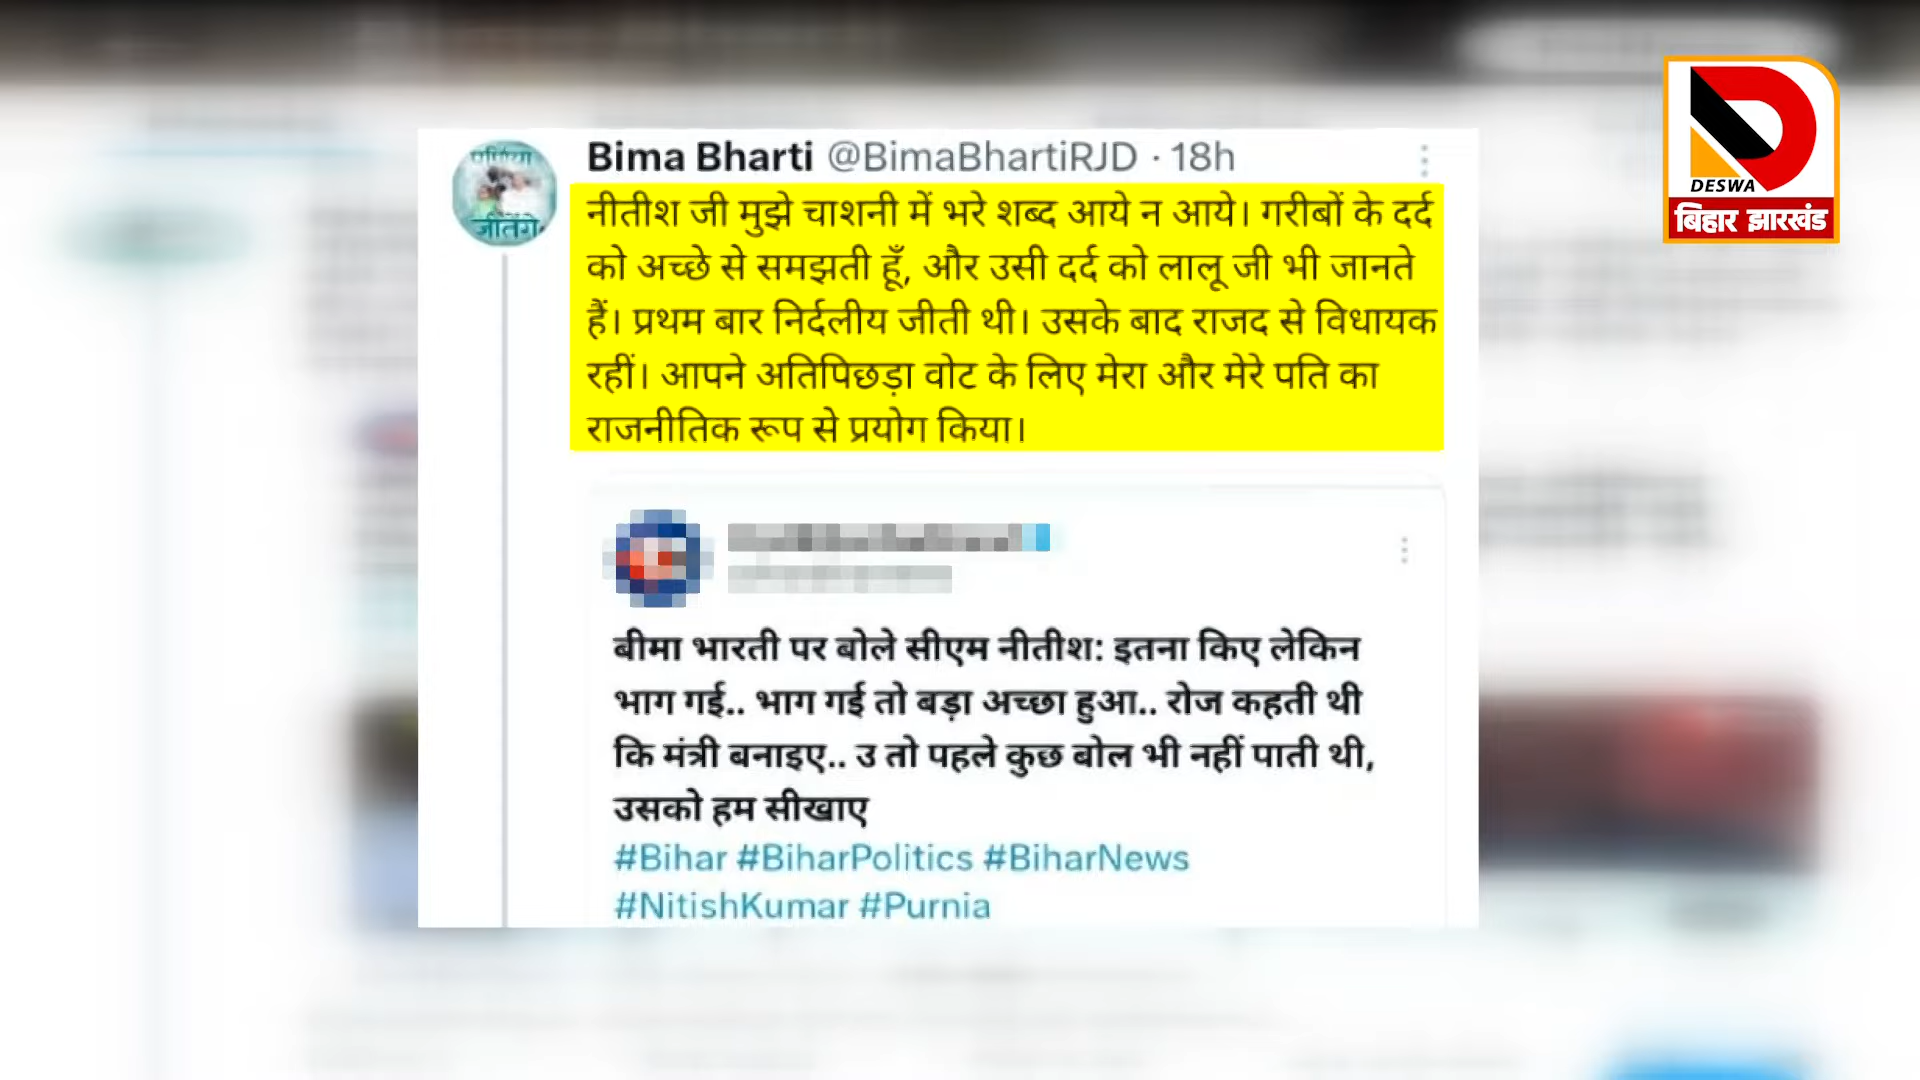 Bima Bharti @BimaBhartiRJD · 18h
नीतीश जी मुझे चाशनी में भरे शब्द आये न आये। गरीबों के दर्द
को अच्छे से समझती हूँ, और उसी दर्द को लालू जी भी जानते
हैं। प्रथम बार निर्दलीय जीती थी। उसके बाद राजद से विधायक
रहीं। आपने अतिपिछड़ा वोट के लिए मेरा और मेरे पति का
राजनीतिक रूप से प्रयोग किया।
बीमा भारती पर बोले सीएम नीतीश: इतना किए लेकिन
भाग गई.. भाग गई तो बड़ा अच्छा हुआ.. रोज कहती थी
कि मंत्री बनाइए.. उ तो पहले कुछ बोल भी नहीं पाती थी,
उसको हम सीखाए
#Bihar #BiharPolitics #BiharNews
#NitishKumar #Purnia
पूर्णिया
जीतेंगे
DESWA
बिहार झारखंड